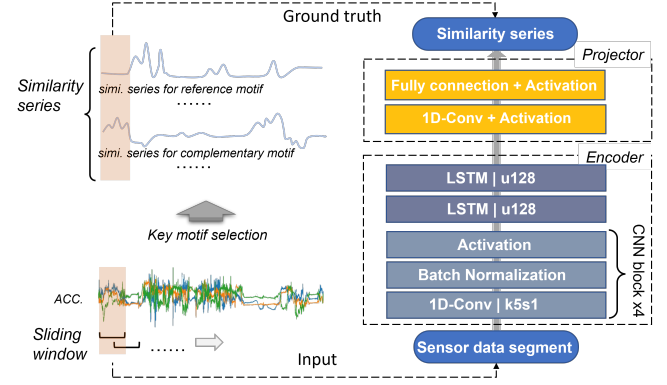 Ground truth
Similarity series
Projector
Similarity
series
simi. series for reference motif
......
Fully connection + Activation
1D-Conv + Activation
simi. series for complementary motif
......
Encoder
LSTM | u128
LSTM | u128
Key motif selection
Activation
Batch Normalization
1D-Conv | k5s1
CNN block x4
ACC.
Sliding
window
......
Sensor data segment
Input